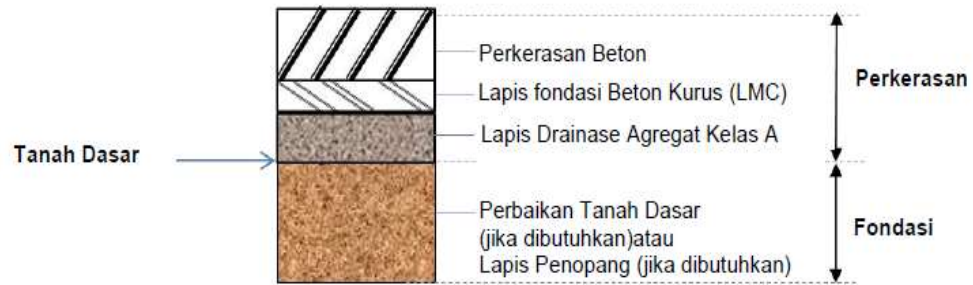 Perkerasan Beton
Lapis fondasi Beton Kurus (LMC)
Perkerasan
Lapis Drainase Agregat Kelas A
Tanah Dasar
Perbaikan Tanah Dasar
(jika dibutuhkan)atau
Lapis Penopang (jika dibutuhkan)
Fondasi